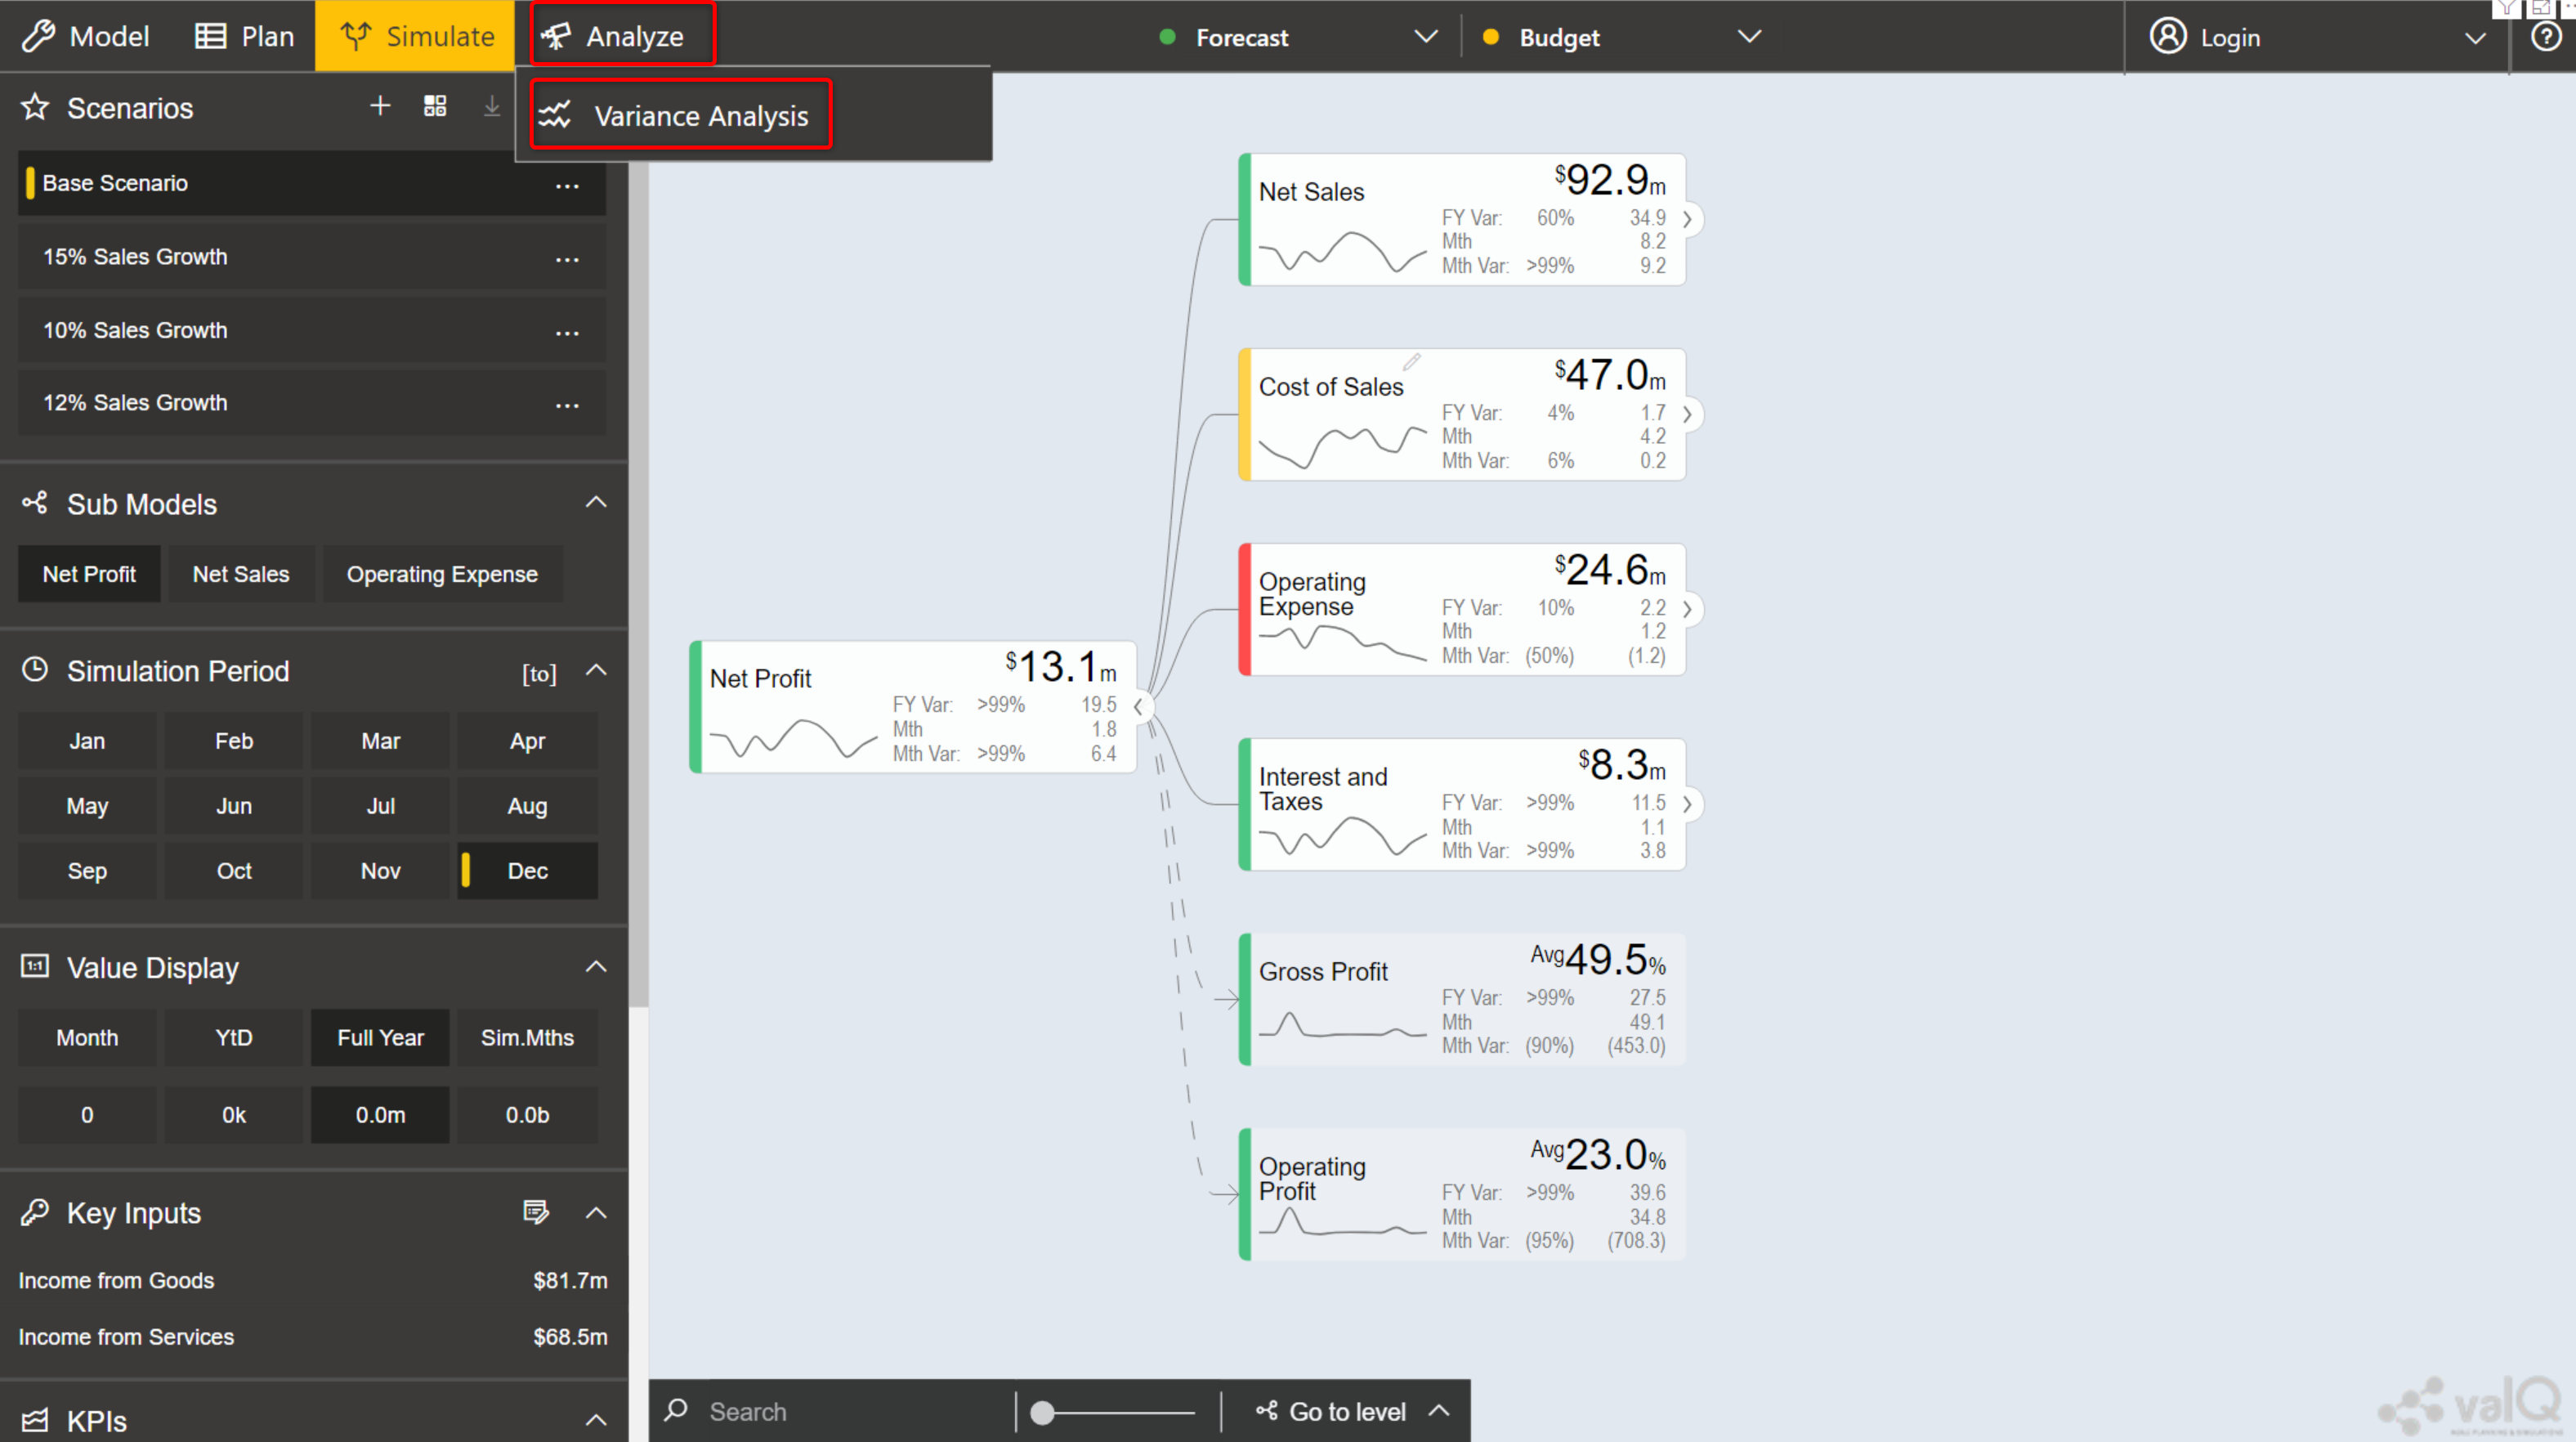 Model
Plan
Simulate
Analyze
Forecast
Budget
Login
Variance Analysis
Scenarios
Base Scenario
15% Sales Growth
10% Sales Growth
12% Sales Growth
Sub Models
Net Profit
Net Sales
Operating Expense
Simulation Period
[to]
Jan
Feb
Mar
Apr
May
Jun
Jul
Aug
Sep
Oct
Nov
Dec
1:1
Value Display
Month
YtD
Full Year
Sim.Mths
0
0k
0.0m
0.0b
Key Inputs
Income from Goods $81.7m
Income from Services $68.5m
KPIs
Net Profit
$13.1m
FY Var: >99% 19.5
Mth 1.8
Mth Var: >99% 6.4
Net Sales
$92.9m
FY Var: 60% 34.9
Mth 8.2
Mth Var: >99% 9.2
Cost of Sales
$47.0m
FY Var: 4% 1.7
Mth 4.2
Mth Var: 6% 0.2
Operating
Expense
$24.6m
FY Var: 10% 2.2
Mth 1.2
Mth Var: (50%) (1.2)
Interest and
Taxes
$8.3m
FY Var: >99% 11.5
Mth 1.1
Mth Var: >99% 3.8
Gross Profit
Avg49.5%
FY Var: >99% 27.5
Mth 49.1
Mth Var: (90%) (453.0)
Operating
Profit
Avg23.0%
FY Var: >99% 39.6
Mth 34.8
Mth Var: (95%) (708.3)
Search
Go to level
valQ